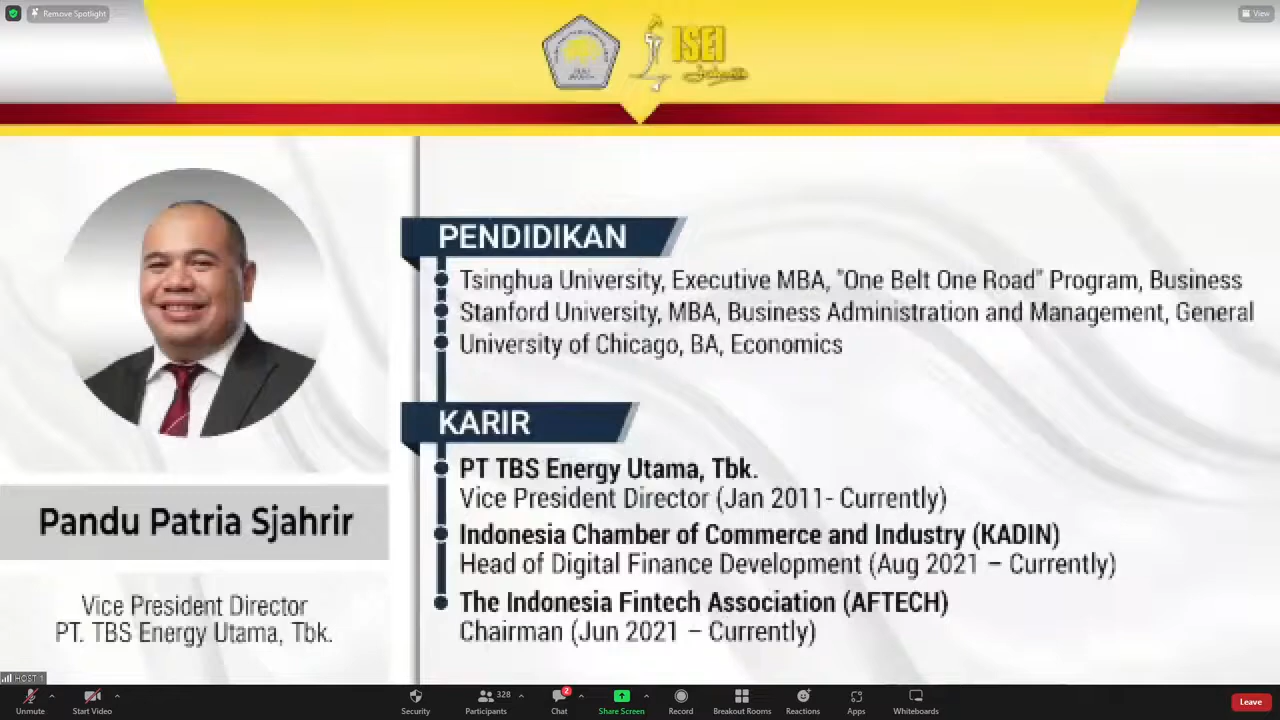 Remove Spotlight
View
ISEI
Jakarta
PENDIDIKAN
Tsinghua University, Executive MBA, "One Belt One Road" Program, Business
Stanford University, MBA, Business Administration and Management, General
University of Chicago, BA, Economics
KARIR
PT TBS Energy Utama, Tbk.
Vice President Director (Jan 2011- Currently)
Indonesia Chamber of Commerce and Industry (KADIN)
Head of Digital Finance Development (Aug 2021 – Currently)
The Indonesia Fintech Association (AFTECH)
Chairman (Jun 2021 – Currently)
Pandu Patria Sjahrir
Vice President Director
PT. TBS Energy Utama, Tbk.
HOST 1
Unmute
Start Video
Security
328
Participants
2
Chat
Share Screen
Record
Breakout Rooms
Reactions
Apps
Whiteboards
Leave